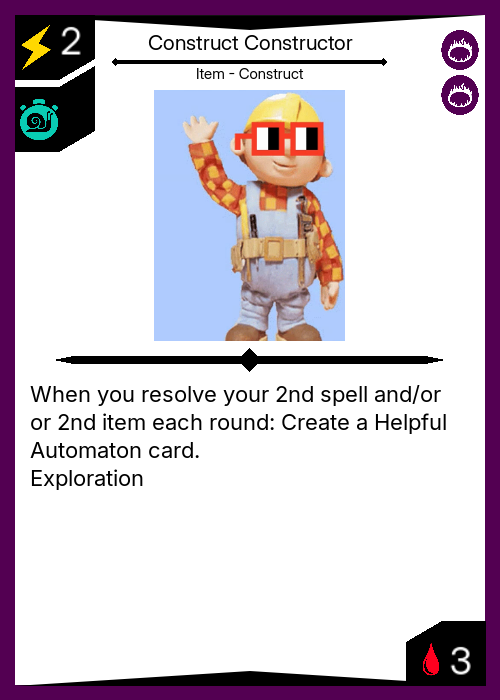 2
Construct Constructor
Item - Construct
When you resolve your 2nd spell and/or
or 2nd item each round: Create a Helpful
Automaton card.
Exploration
3